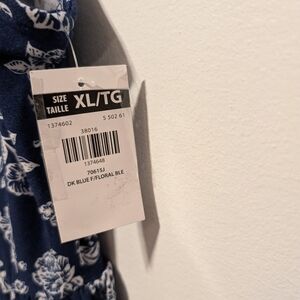 SIZE
TAILLE XL/TG
1374602 S 502 61
38016
1374648
70615J
DK BLUE F/FLORAL BLE